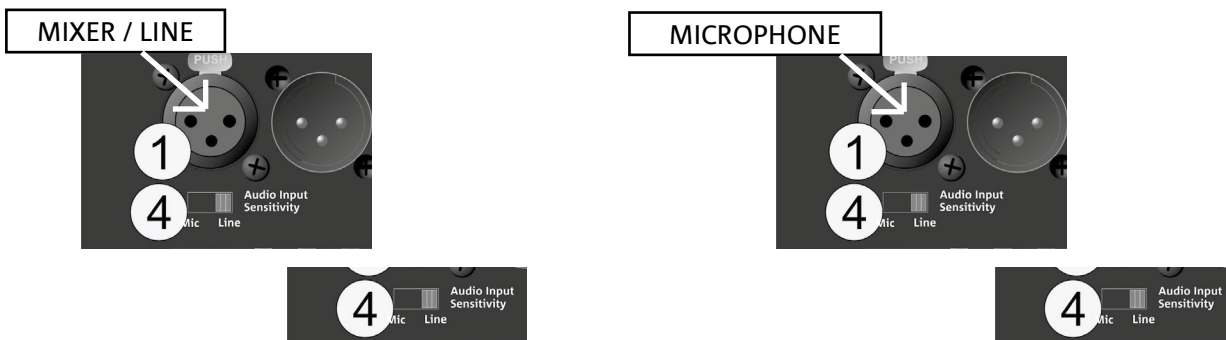 MIXER / LINE
PUSH
1
4
Audio Input
Sensitivity
Mic Line
4
Audio Input
Sensitivity
Mic Line
MICROPHONE
PUSH
1
4
Audio Input
Sensitivity
Mic Line
4
Audio Input
Sensitivity
Mic Line